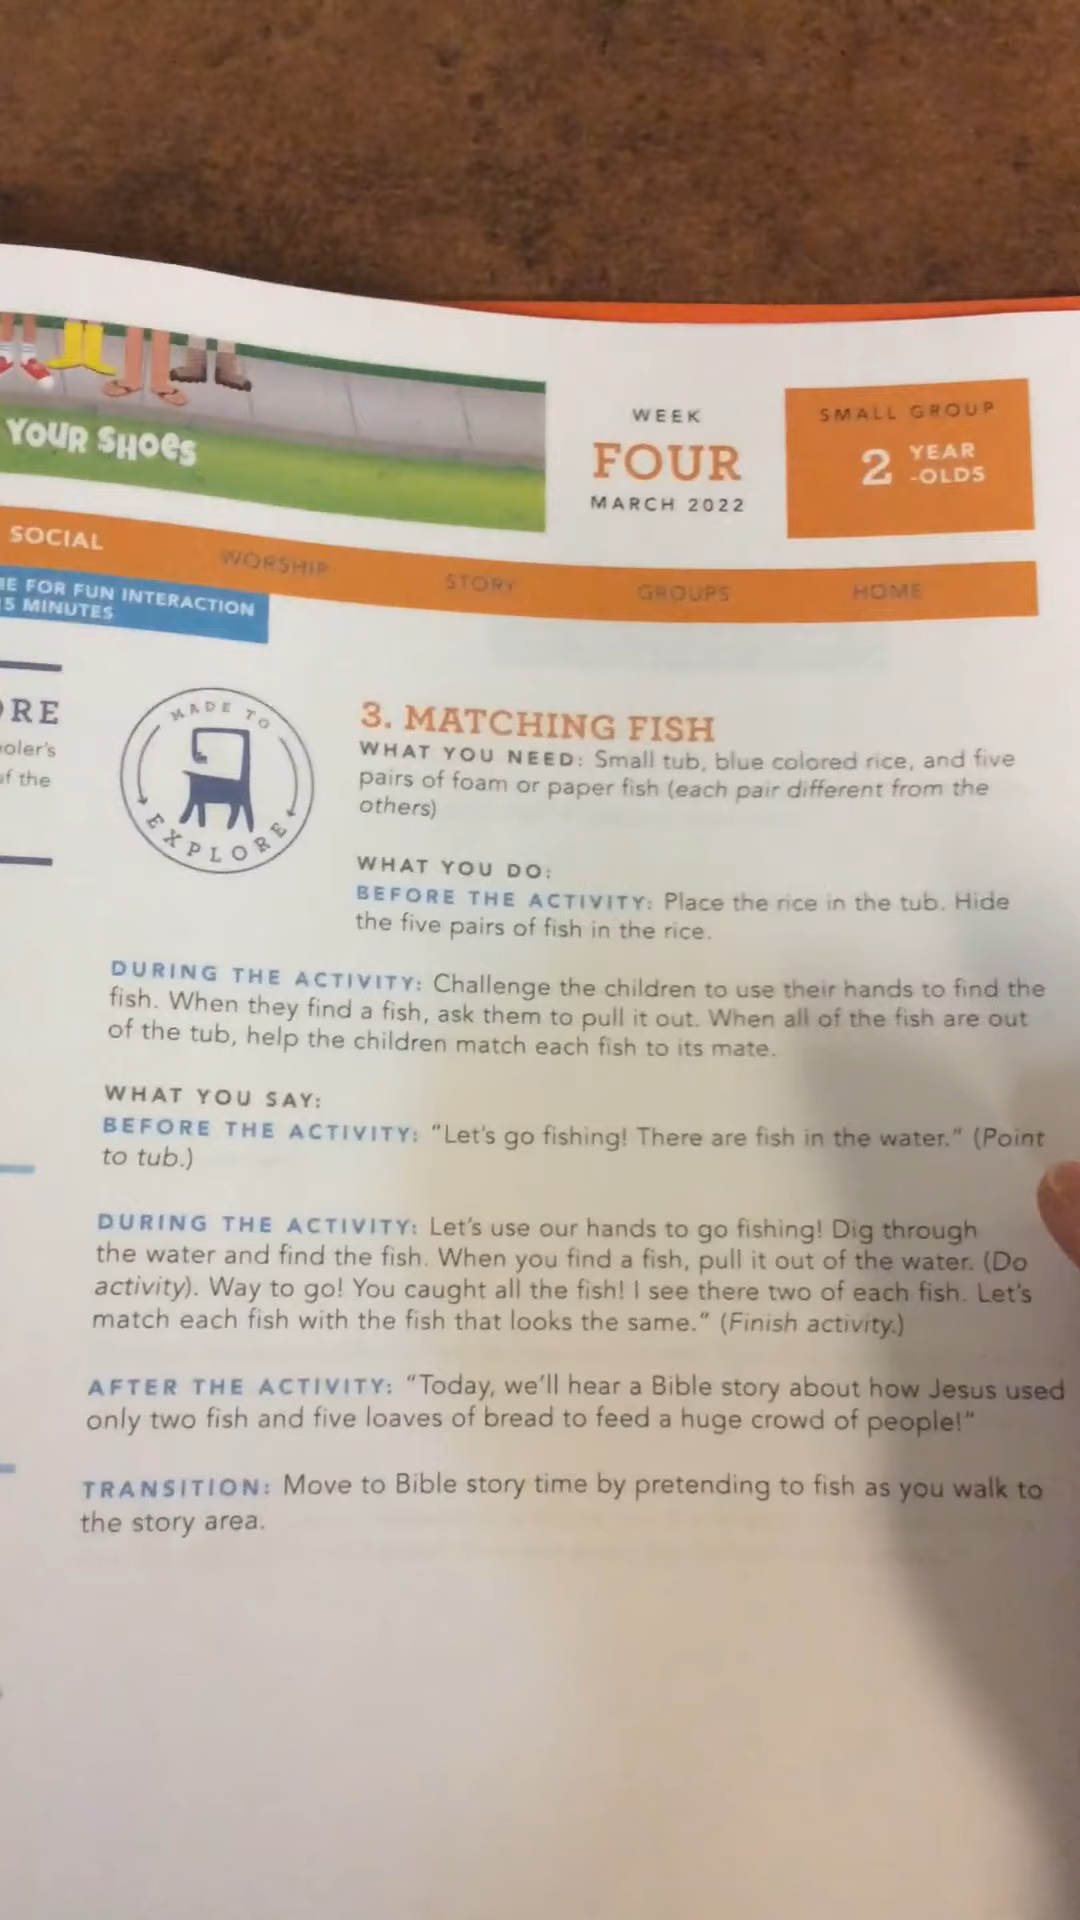 YOUR SHOES
WEEK
FOUR
MARCH 2022
SMALL GROUP
2 YEAR
-OLDS
SOCIAL
WORSHIP
STORY
GROUPS
HOME
FOR FUN INTERACTION
5 MINUTES
MADE TO
EXPLORE
of the
3. MATCHING FISH
WHAT YOU NEED: Small tub, blue colored rice, and five
pairs of foam or paper fish (each pair different from the
others)
WHAT YOU DO:
BEFORE THE ACTIVITY: Place the rice in the tub. Hide
the five pairs of fish in the rice.
DURING THE ACTIVITY: Challenge the children to use their hands to find the
fish. When they find a fish, ask them to pull it out. When all of the fish are out
of the tub, help the children match each fish to its mate.
WHAT YOU SAY:
BEFORE THE ACTIVITY: “Let's go fishing! There are fish in the water.” (Point
to tub.)
DURING THE ACTIVITY: Let's use our hands to go fishing! Dig through
the water and find the fish. When you find a fish, pull it out of the water. (Do
activity). Way to go! You caught all the fish! I see there two of each fish. Let's
match each fish with the fish that looks the same.” (Finish activity.)
AFTER THE ACTIVITY: “Today, we'll hear a Bible story about how Jesus used
only two fish and five loaves of bread to feed a huge crowd of people!”
TRANSITION: Move to Bible story time by pretending to fish as you walk to
the story area.